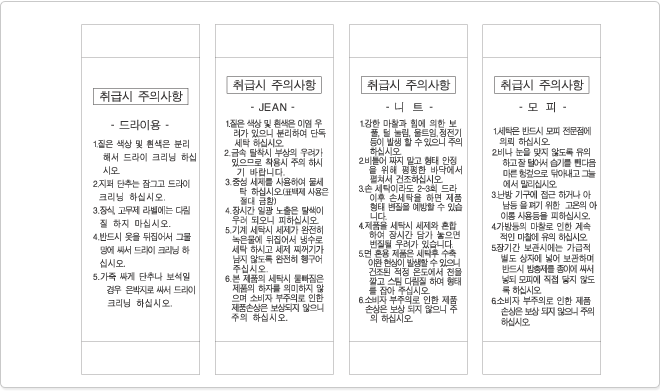 취급시 주의사항
- 드라이용 -
1.짙은 색상 및 흰색은 분리
해서 드라이 크리닝 하십
시오.
2.지퍼 단추는 잠그고 드라이
크리닝 하십시오.
3.장식, 고무제 라벨에는 다림
질 하지 마십시오.
4.반드시 옷을 뒤집어서 그물
망에 싸서 드라이 크리닝 하
십시오.
5.가죽 싸게 단추나 보석일
경우 은박지로 싸서 드라이
크리닝 하십시오.
취급시 주의사항
- JEAN -
1.짙은 색상 및 흰색은 이염 우
려가 있으니 분리하여 단독
세탁 하십시오.
2.금속 탈착시 부상의 우려가
있으므로 착용시 주의 하시
기 바랍니다.
3.중성 세제를 사용하여 물세
탁 하십시오.(표백제 사용은
절대 금함)
4.장시간 일광 노출은 탈색이
우려 되오니 피하십시오.
5.기계 세탁시 세제가 완전히
녹은물에 뒤집어서 냉수로
세탁 하시고 세제 찌꺼기가
남지 않도록 완전히 헹구어
주십시오.
6.본 제품의 세탁시 물빠짐은
제품의 하자를 의미하지 않
으며 소비자 부주의로 인한
제품손상은 보상되지 않으니
주의 하십시오.
취급시 주의사항
- 니 트 -
1.강한 마찰과 힘에 의한 보
풀, 털 눌림, 올뜨임, 정전기
등이 발생 할 수 있으니 주의
하십시오.
2.비틀어 짜지 말고 형태 안정
을 위해 평평한 바닥에서
펼쳐서 건조하십시오.
3.손 세탁이라도 2~3회 드라
이후 손세탁을 하면 제품
형태 변질을 예방할 수 있습
니다.
4.제품을 세탁시 세제와 혼합
하여 장시간 담가 놓으면
변질될 우려가 있습니다.
5.면 혼용 제품은 세탁후 수축
이완 현상이 발생할 수 있으니
건조된 적정 온도에서 천을
깔고 스팀 다림질 하여 형태
를 잡아 주십시오.
6.소비자 부주의로 인한 제품
손상은 보상 되지 않으니 주
의 하십시오.
취급시 주의사항
- 모 피 -
1.세탁은 반드시 모피 전문점에
의뢰 하십시오.
2.비나 눈을 맞지 않도록 유의
하고 잘 털어서 습기를 뺀다음
마른 헝겊으로 닦아내고 그늘
에서 말리십시오.
3.난방 기구에 접근 하거나 아
남등 을 펴기 위한 고온의 아
이롱 사용등을 피하십시오.
4.가방등의 마찰로 인한 계속
적인 마찰에 유의 하십시오.
5.장기간 보관시에는 가급적
별도 상자에 넣어 보관하며
반드시 방충제를 종이에 싸서
넣되 모피에 직접 닿지 않도
록 하십시오.
6.소비자 부주의로 인한 제품
손상은 보상 되지 않으니 주의
하십시오.